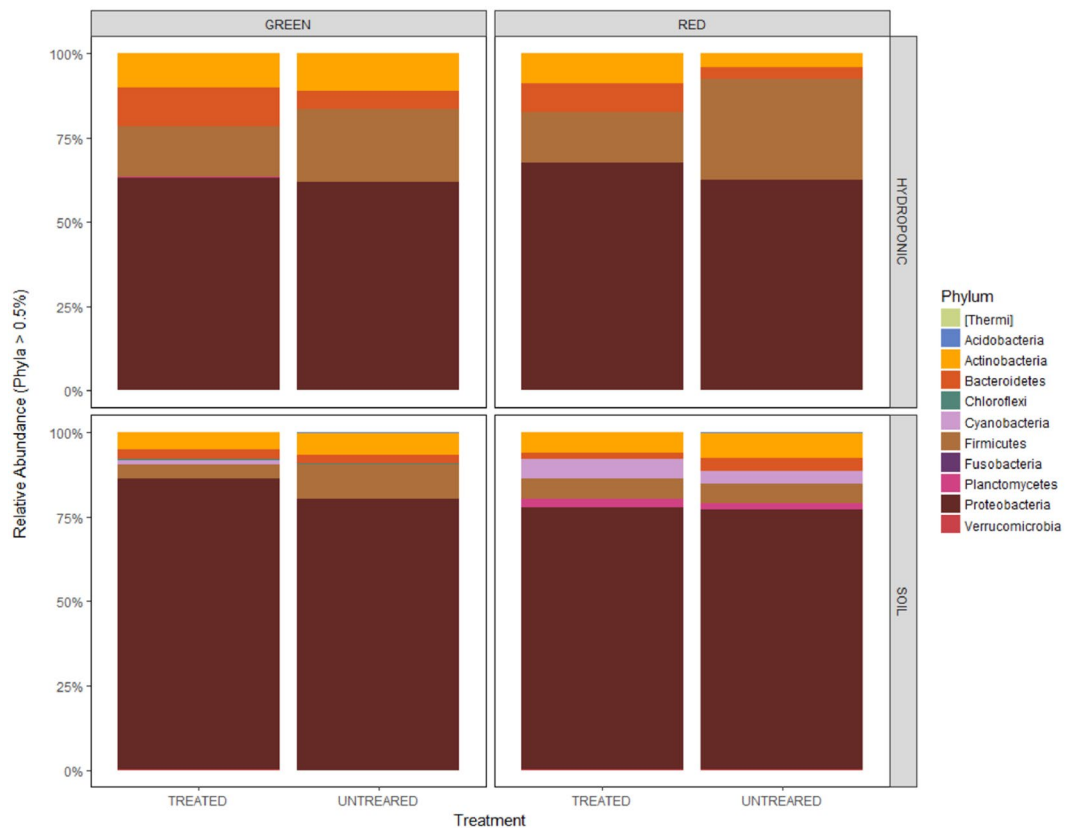 GREEN
RED
100%
75%
50%
25%
0%
HYDROPONIC
100%
75%
50%
25%
0%
SOIL
Relative Abundance (Phyla > 0.5%)
TREATED
UNTREARED
TREATED
UNTREARED
Treatment
Phylum
[Thermi]
Acidobacteria
Actinobacteria
Bacteroidetes
Chloroflexi
Cyanobacteria
Firmicutes
Fusobacteria
Planctomycetes
Proteobacteria
Verrucomicrobia